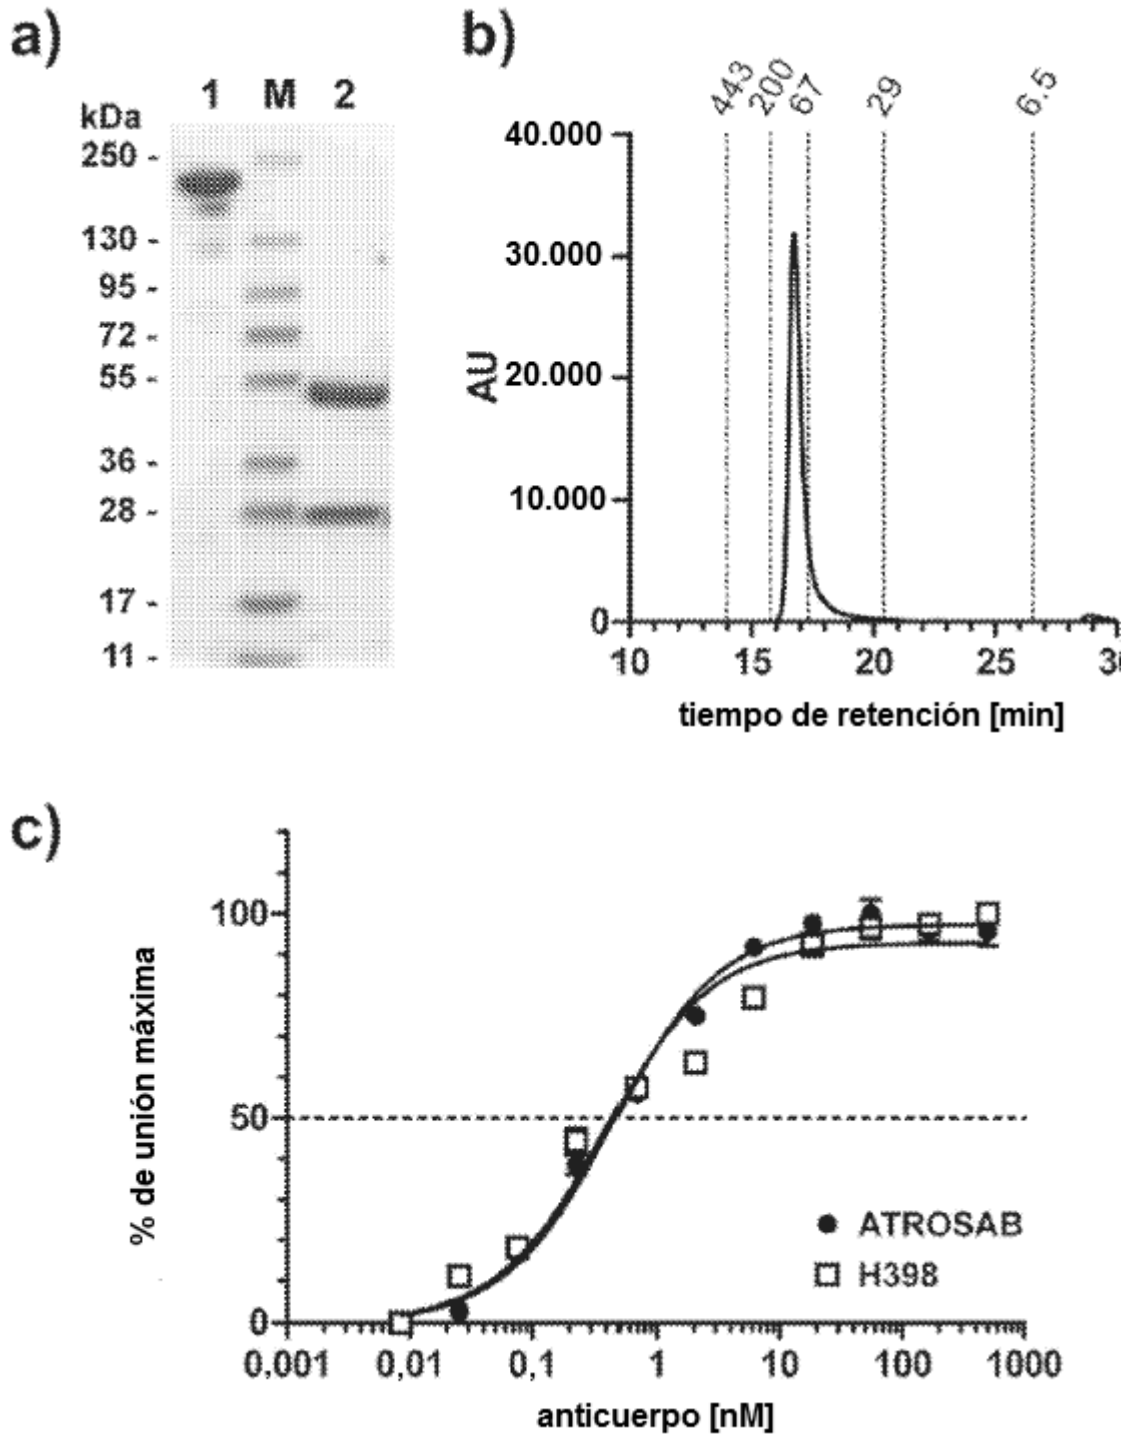 a)
1 M 2
kDa
250 -
130 -
95 -
72 -
55 -
36 -
28 -
17 -
11 -
b)
443 200 67 29 6.5
40.000
30.000
20.000
10.000
0
AU
10 15 20 25 30
tiempo de retención [min]
c)
100
50
0
% de unión máxima
ATROSAB
H398
0,001 0,01 0,1 1 10 100 1000
anticuerpo [nM]